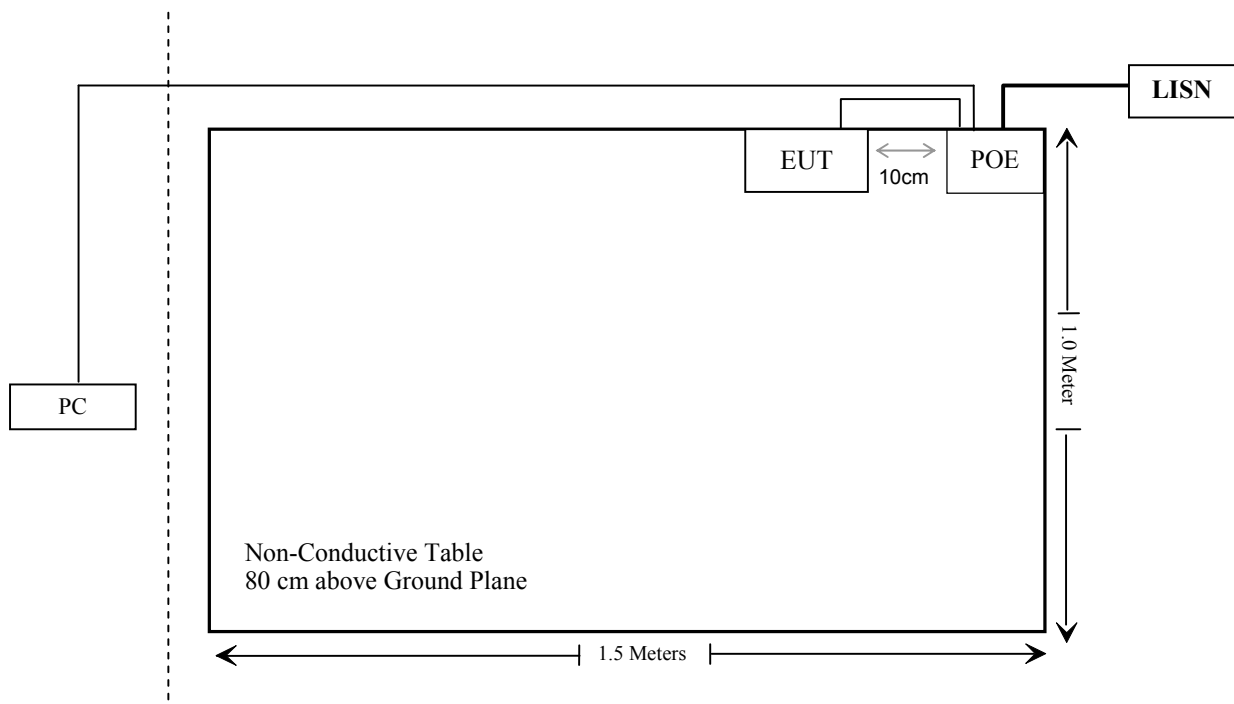 LISN
EUT
POE
10cm
1.0 Meter
PC
Non-Conductive Table
80 cm above Ground Plane
1.5 Meters